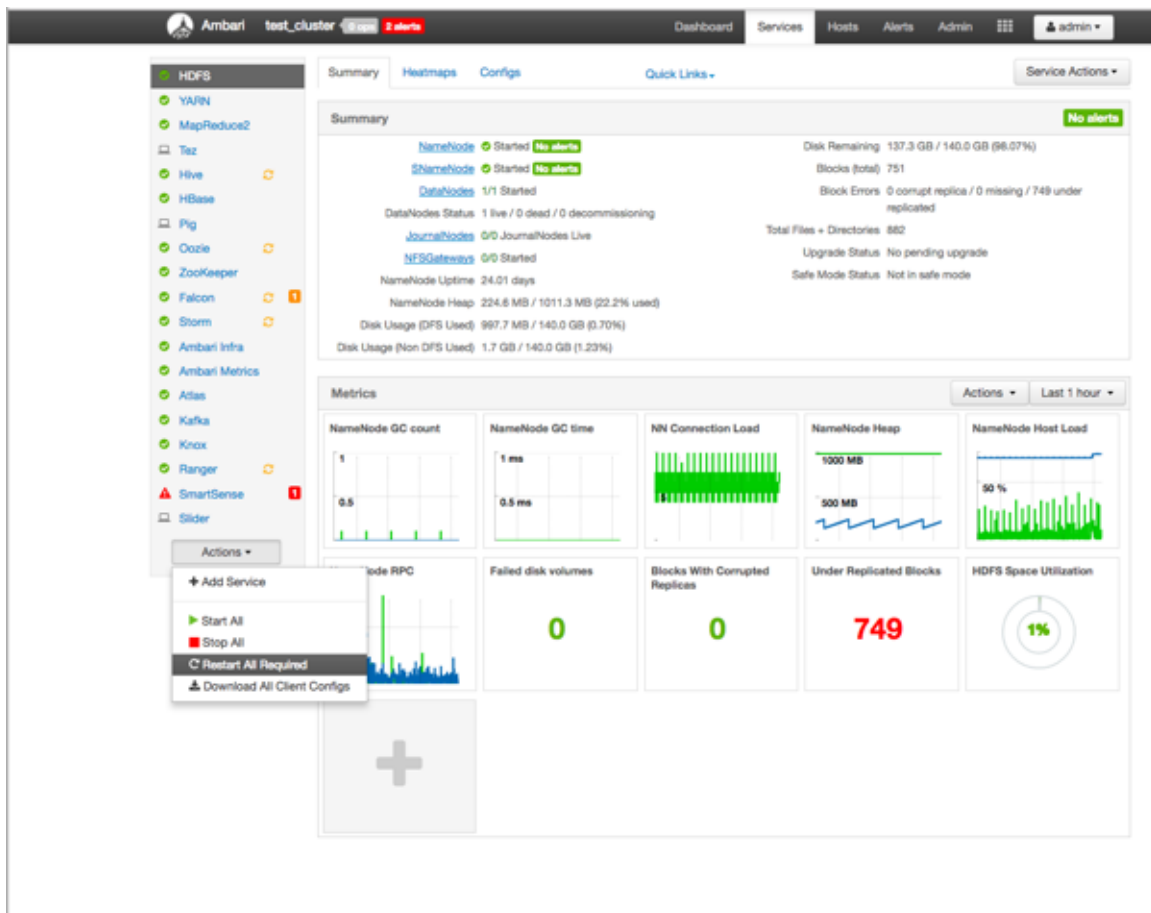 Ambari test_cluster 0 ops 2 alerts Dashboard Services Hosts Alerts Admin admin
HDFS
YARN
MapReduce2
Tez
Hive
HBase
Pig
Oozie
ZooKeeper
Falcon 1
Storm
Ambari Infra
Ambari Metrics
Atlas
Kafka
Knox
Ranger
SmartSense 1
Slider
Actions
+ Add Service
Start All
Stop All
Restart All Required
Download All Client Configs
Summary Heatmaps Configs Quick Links Service Actions
Summary No alerts
NameNode Started No alerts
SNameNode Started No alerts
DataNodes 1/1 Started
DataNodes Status 1 live / 0 dead / 0 decommissioning
JournalNodes 0/0 JournalNodes Live
NFSGateways 0/0 Started
NameNode Uptime 24.01 days
NameNode Heap 224.6 MB / 1011.3 MB (22.2% used)
Disk Usage (DFS Used) 997.7 MB / 140.0 GB (0.70%)
Disk Usage (Non DFS Used) 1.7 GB / 140.0 GB (1.23%)
Disk Remaining 137.3 GB / 140.0 GB (98.07%)
Blocks (total) 751
Block Errors 0 corrupt replica / 0 missing / 749 under
replicated
Total Files + Directories 882
Upgrade Status No pending upgrade
Safe Mode Status Not in safe mode
Metrics Actions Last 1 hour
NameNode GC count
1
0.5
NameNode GC time
1 ms
0.5 ms
NN Connection Load
NameNode Heap
1000 MB
500 MB
NameNode Host Load
50 %
RPC
Failed disk volumes
0
Blocks With Corrupted
Replicas
0
Under Replicated Blocks
749
HDFS Space Utilization
1%